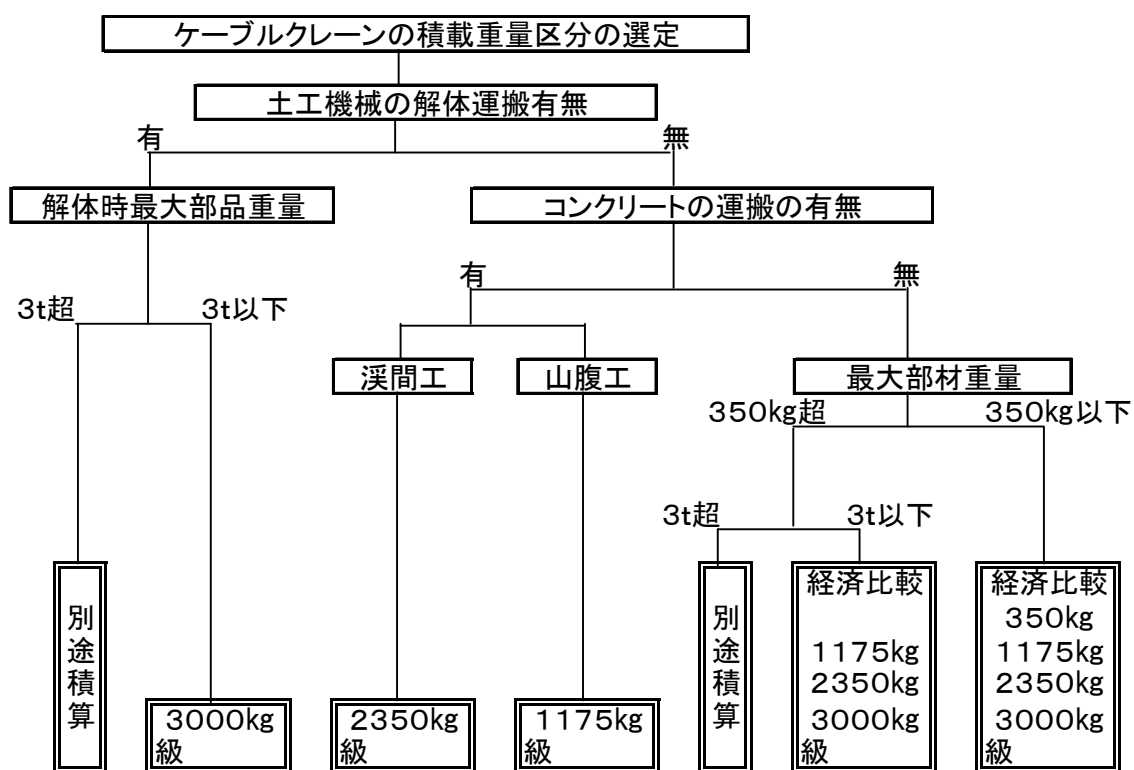 ケーブルクレーンの積載重量区分の選定
土工機械の解体運搬有無
有
無
解体時最大部品重量
コンクリートの運搬の有無
有
無
3t超
3t以下
渓間工
山腹工
最大部材重量
350kg超
350kg以下
3t超
3t以下
別途積算
3000kg
級
2350kg
級
1175kg
級
別途積算
経済比較
1175kg
2350kg
3000kg
級
経済比較
350kg
1175kg
2350kg
3000kg
級